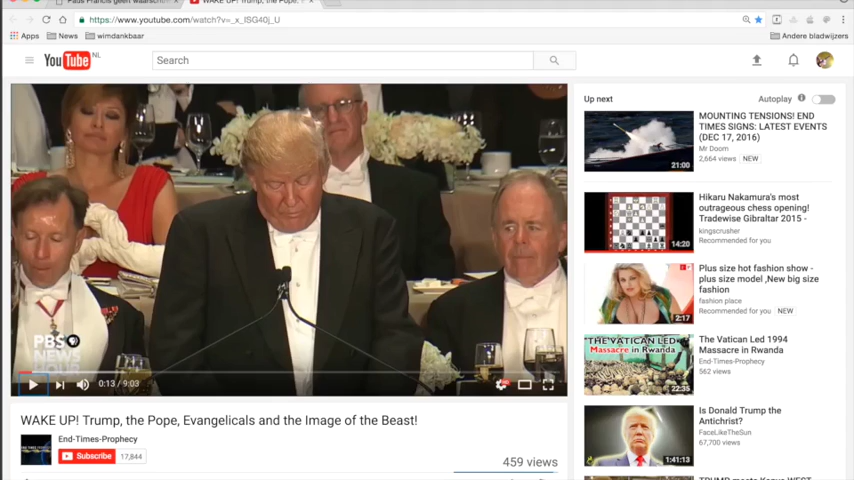 Paus Francis geen waarschu
WAKE UP! Trump, the Pope, E
https://www.youtube.com/watch?v=_x_ISG40j_U
Apps
News
wimdankbaar
Andere bladwijzers
YouTube NL
Search
Up next
Autoplay
MOUNTING TENSIONS! END
TIMES SIGNS: LATEST EVENTS
(DEC 17, 2016)
Mr Doom
2,664 views NEW
21:00
Hikaru Nakamura's most
outrageous chess opening!
Tradewise Gibraltar 2015 -
kingscrusher
Recommended for you
14:20
Plus size hot fashion show -
plus size model ,New big size
fashion
fashion place
Recommended for you NEW
2:17
THE VATICAN LED
Massacre in Rwanda
22:35
The Vatican Led 1994
Massacre in Rwanda
End-Times-Prophecy
562 views
Is Donald Trump the
Antichrist?
FaceLikeTheSun
67,700 views
1:41:13
PBS
NEWS
HOUR
0:13 / 9:03
WAKE UP! Trump, the Pope, Evangelicals and the Image of the Beast!
End-Times-Prophecy
Subscribe 17,844
459 views